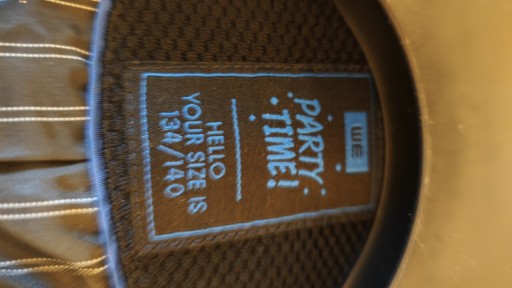 WE
PARTY
TIME!
HELLO
YOUR SIZE IS
134/140